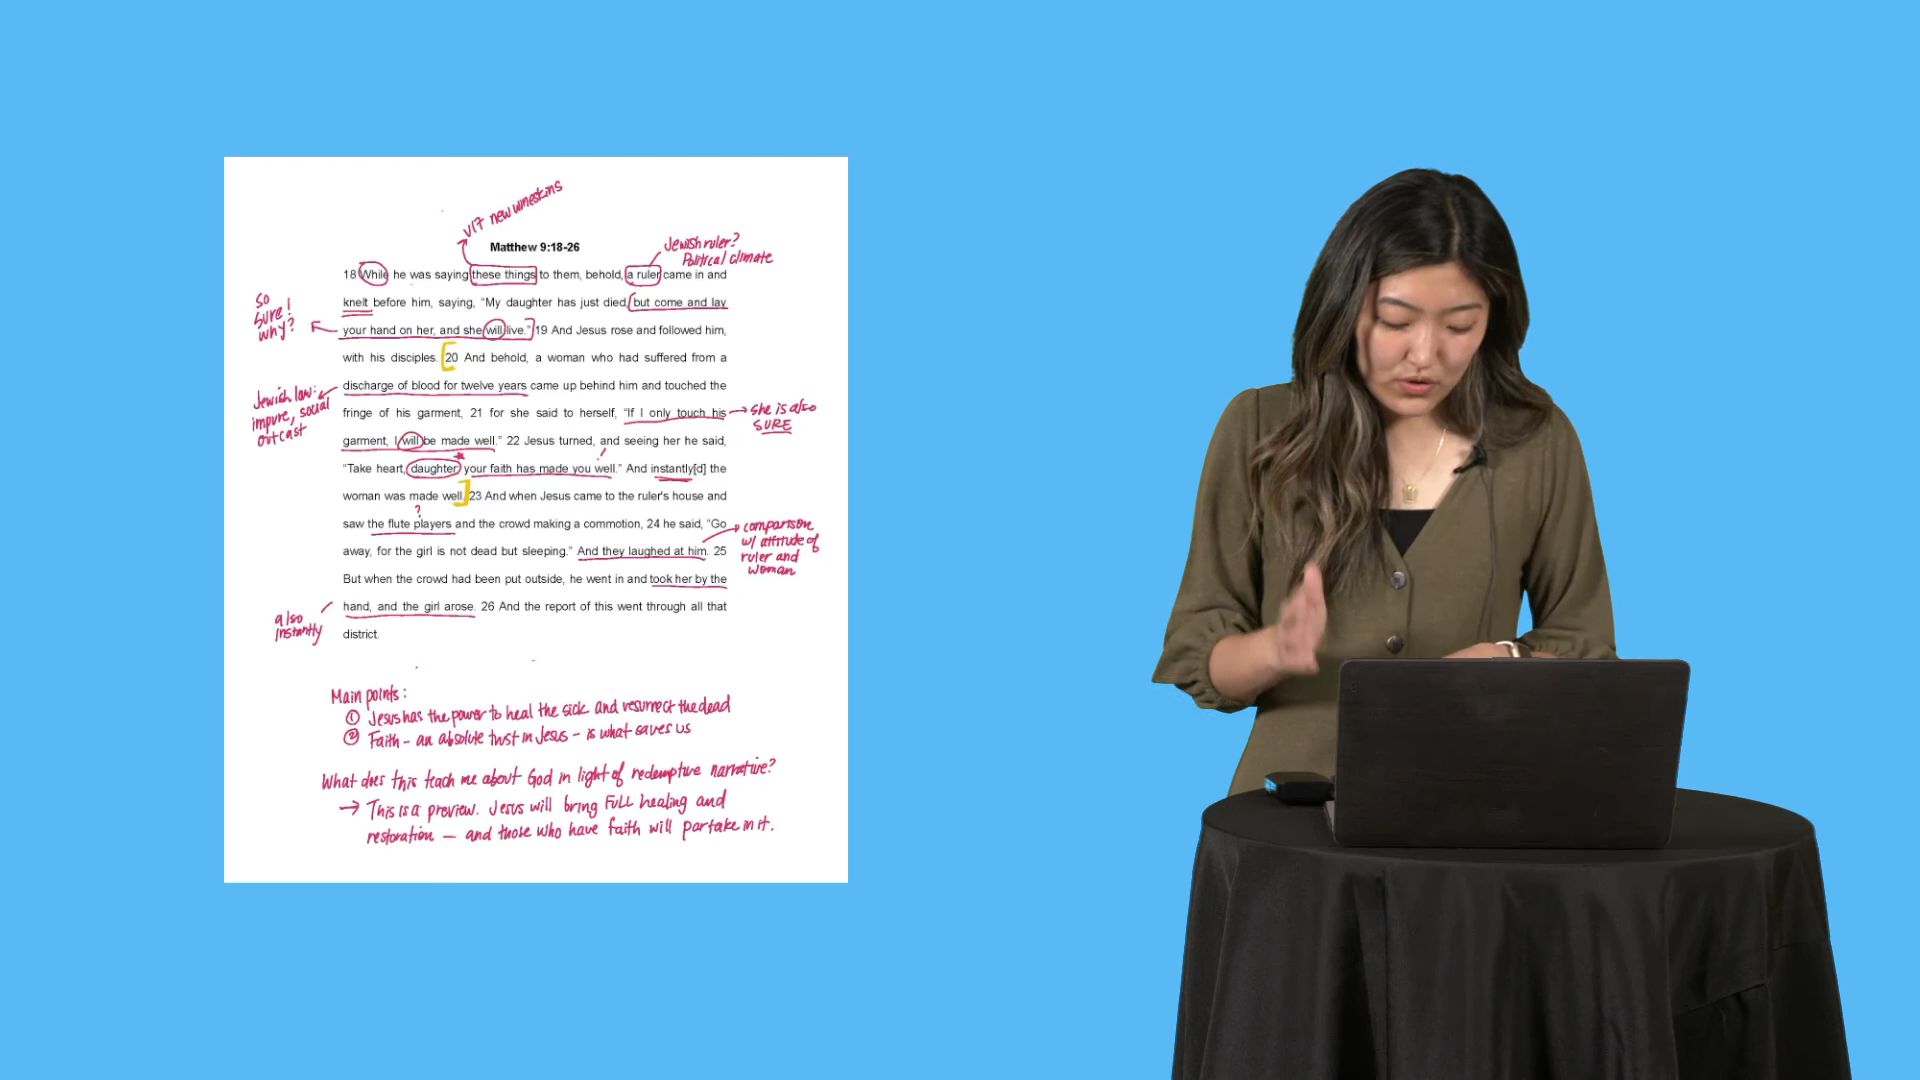 v17 new wineskins
Matthew 9:18-26
Jewish ruler?
Political climate
18 While he was saying these things to them, behold, a ruler came in and
knelt before him, saying, “My daughter has just died, but come and lay
So
sure!
why?
your hand on her, and she will live.” 19 And Jesus rose and followed him,
with his disciples. 20 And behold, a woman who had suffered from a
discharge of blood for twelve years came up behind him and touched the
Jewish law:
impure, social
outcast
fringe of his garment, 21 for she said to herself, “If I only touch his
she is also
SURE
garment, I will be made well.” 22 Jesus turned, and seeing her he said,
“Take heart, daughter; your faith has made you well.” And instantly[d] the
woman was made well. 23 And when Jesus came to the ruler's house and
?
saw the flute players and the crowd making a commotion, 24 he said, “Go
comparison
w/ attitude of
ruler and
woman
away, for the girl is not dead but sleeping.” And they laughed at him. 25
But when the crowd had been put outside, he went in and took her by the
hand, and the girl arose. 26 And the report of this went through all that
also
instantly
district.
Main points:
① Jesus has the power to heal the sick and resurrect the dead
② Faith - an absolute trust in Jesus - is what saves us
What does this teach me about God in light of redemptive narrative?
→ This is a preview. Jesus will bring FULL healing and
restoration — and those who have faith will partake in it.